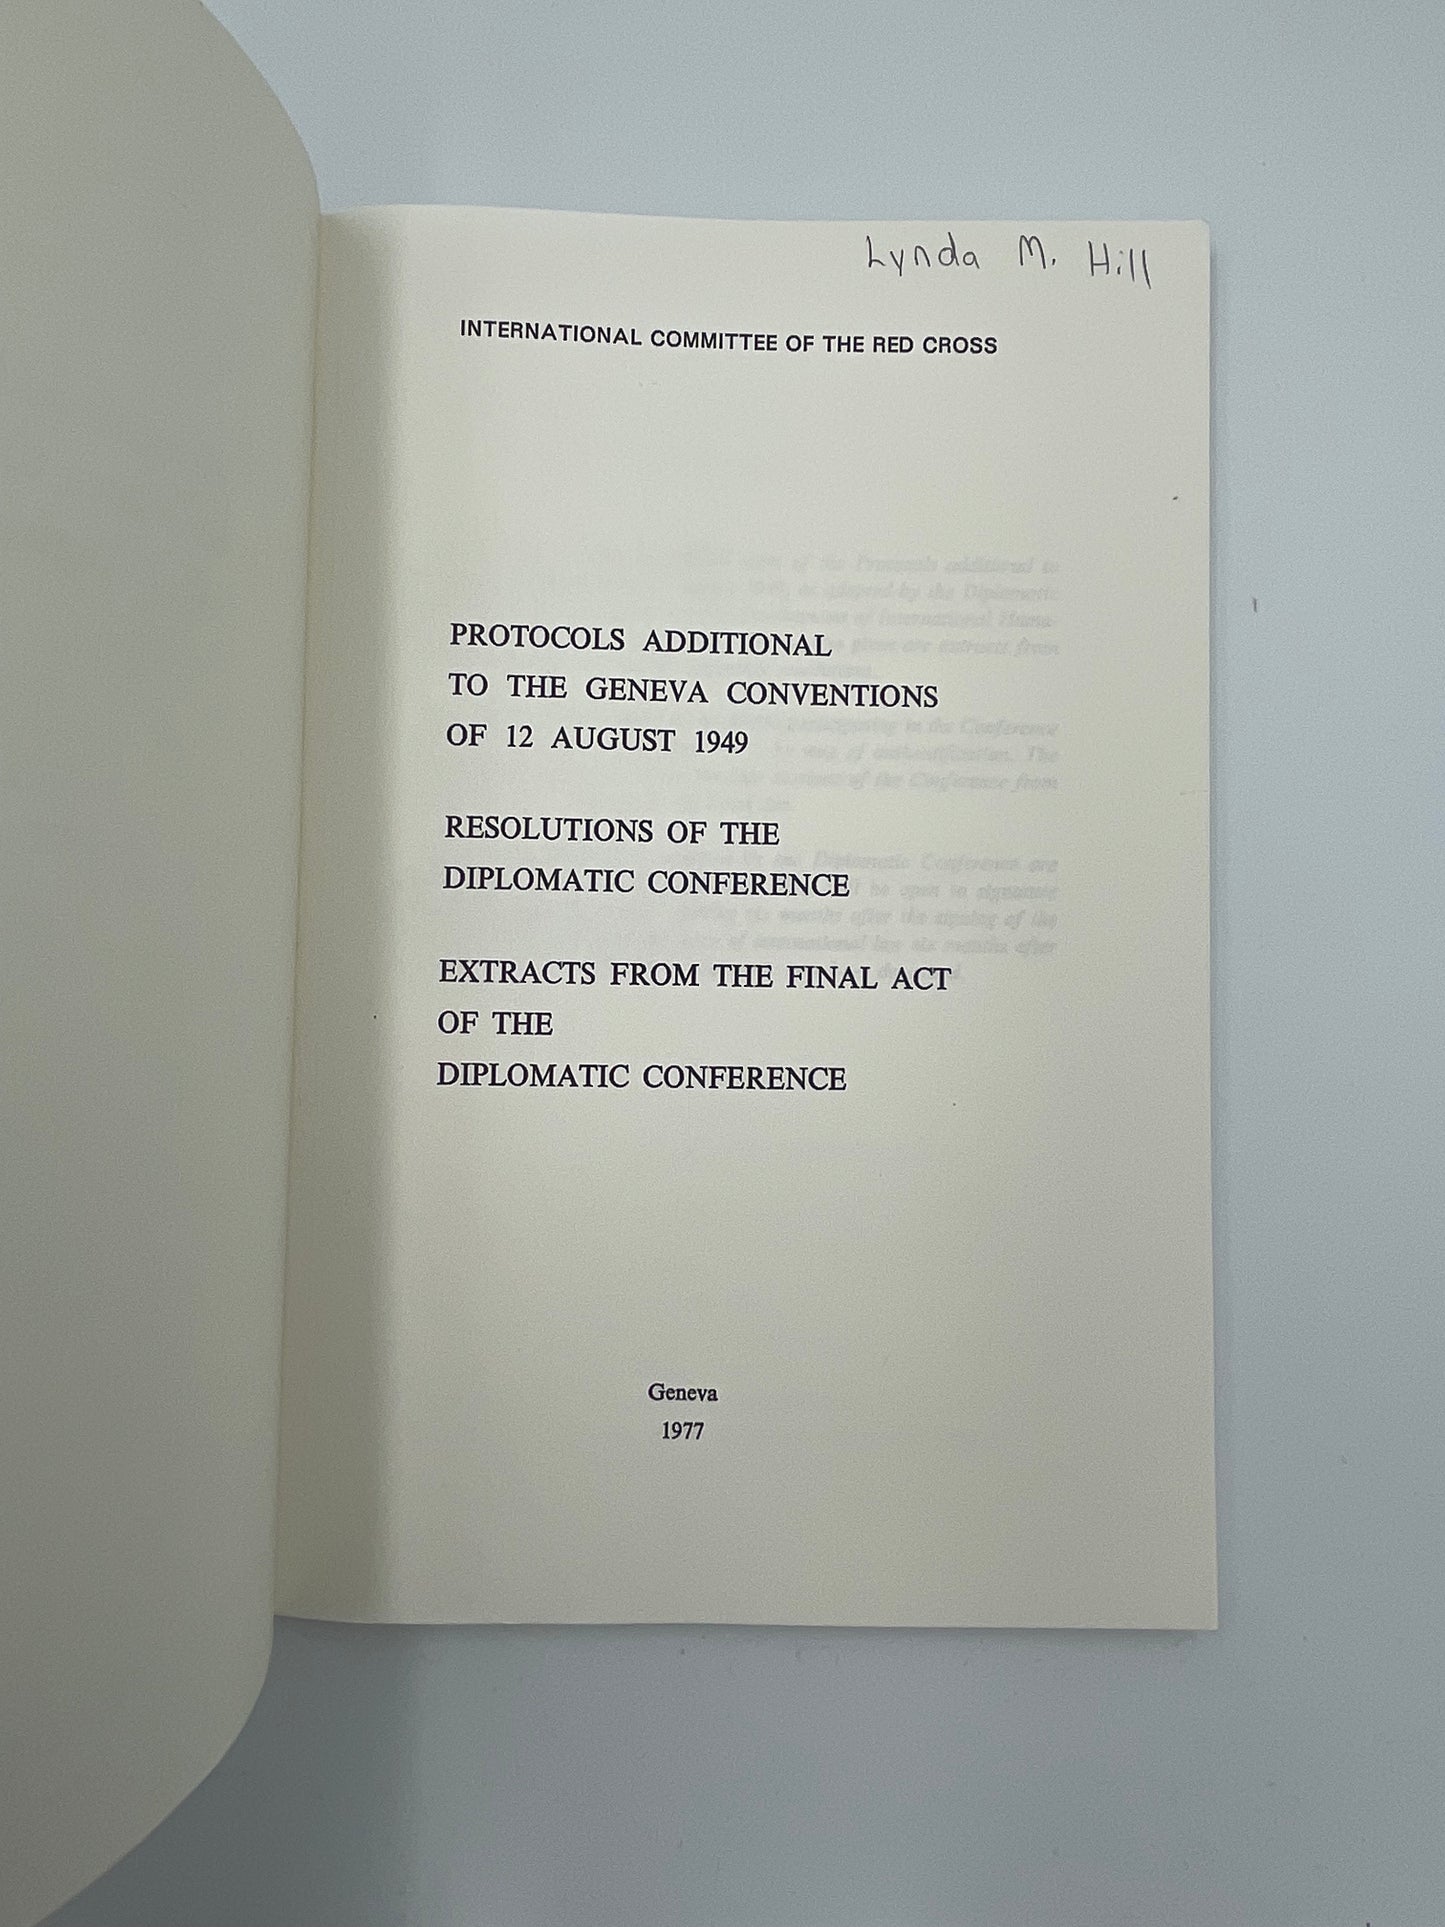 Lynda M. Hill
INTERNATIONAL COMMITTEE OF THE RED CROSS
PROTOCOLS ADDITIONAL
TO THE GENEVA CONVENTIONS
OF 12 AUGUST 1949
RESOLUTIONS OF THE
DIPLOMATIC CONFERENCE
EXTRACTS FROM THE FINAL ACT
OF THE
DIPLOMATIC CONFERENCE
Geneva
1977